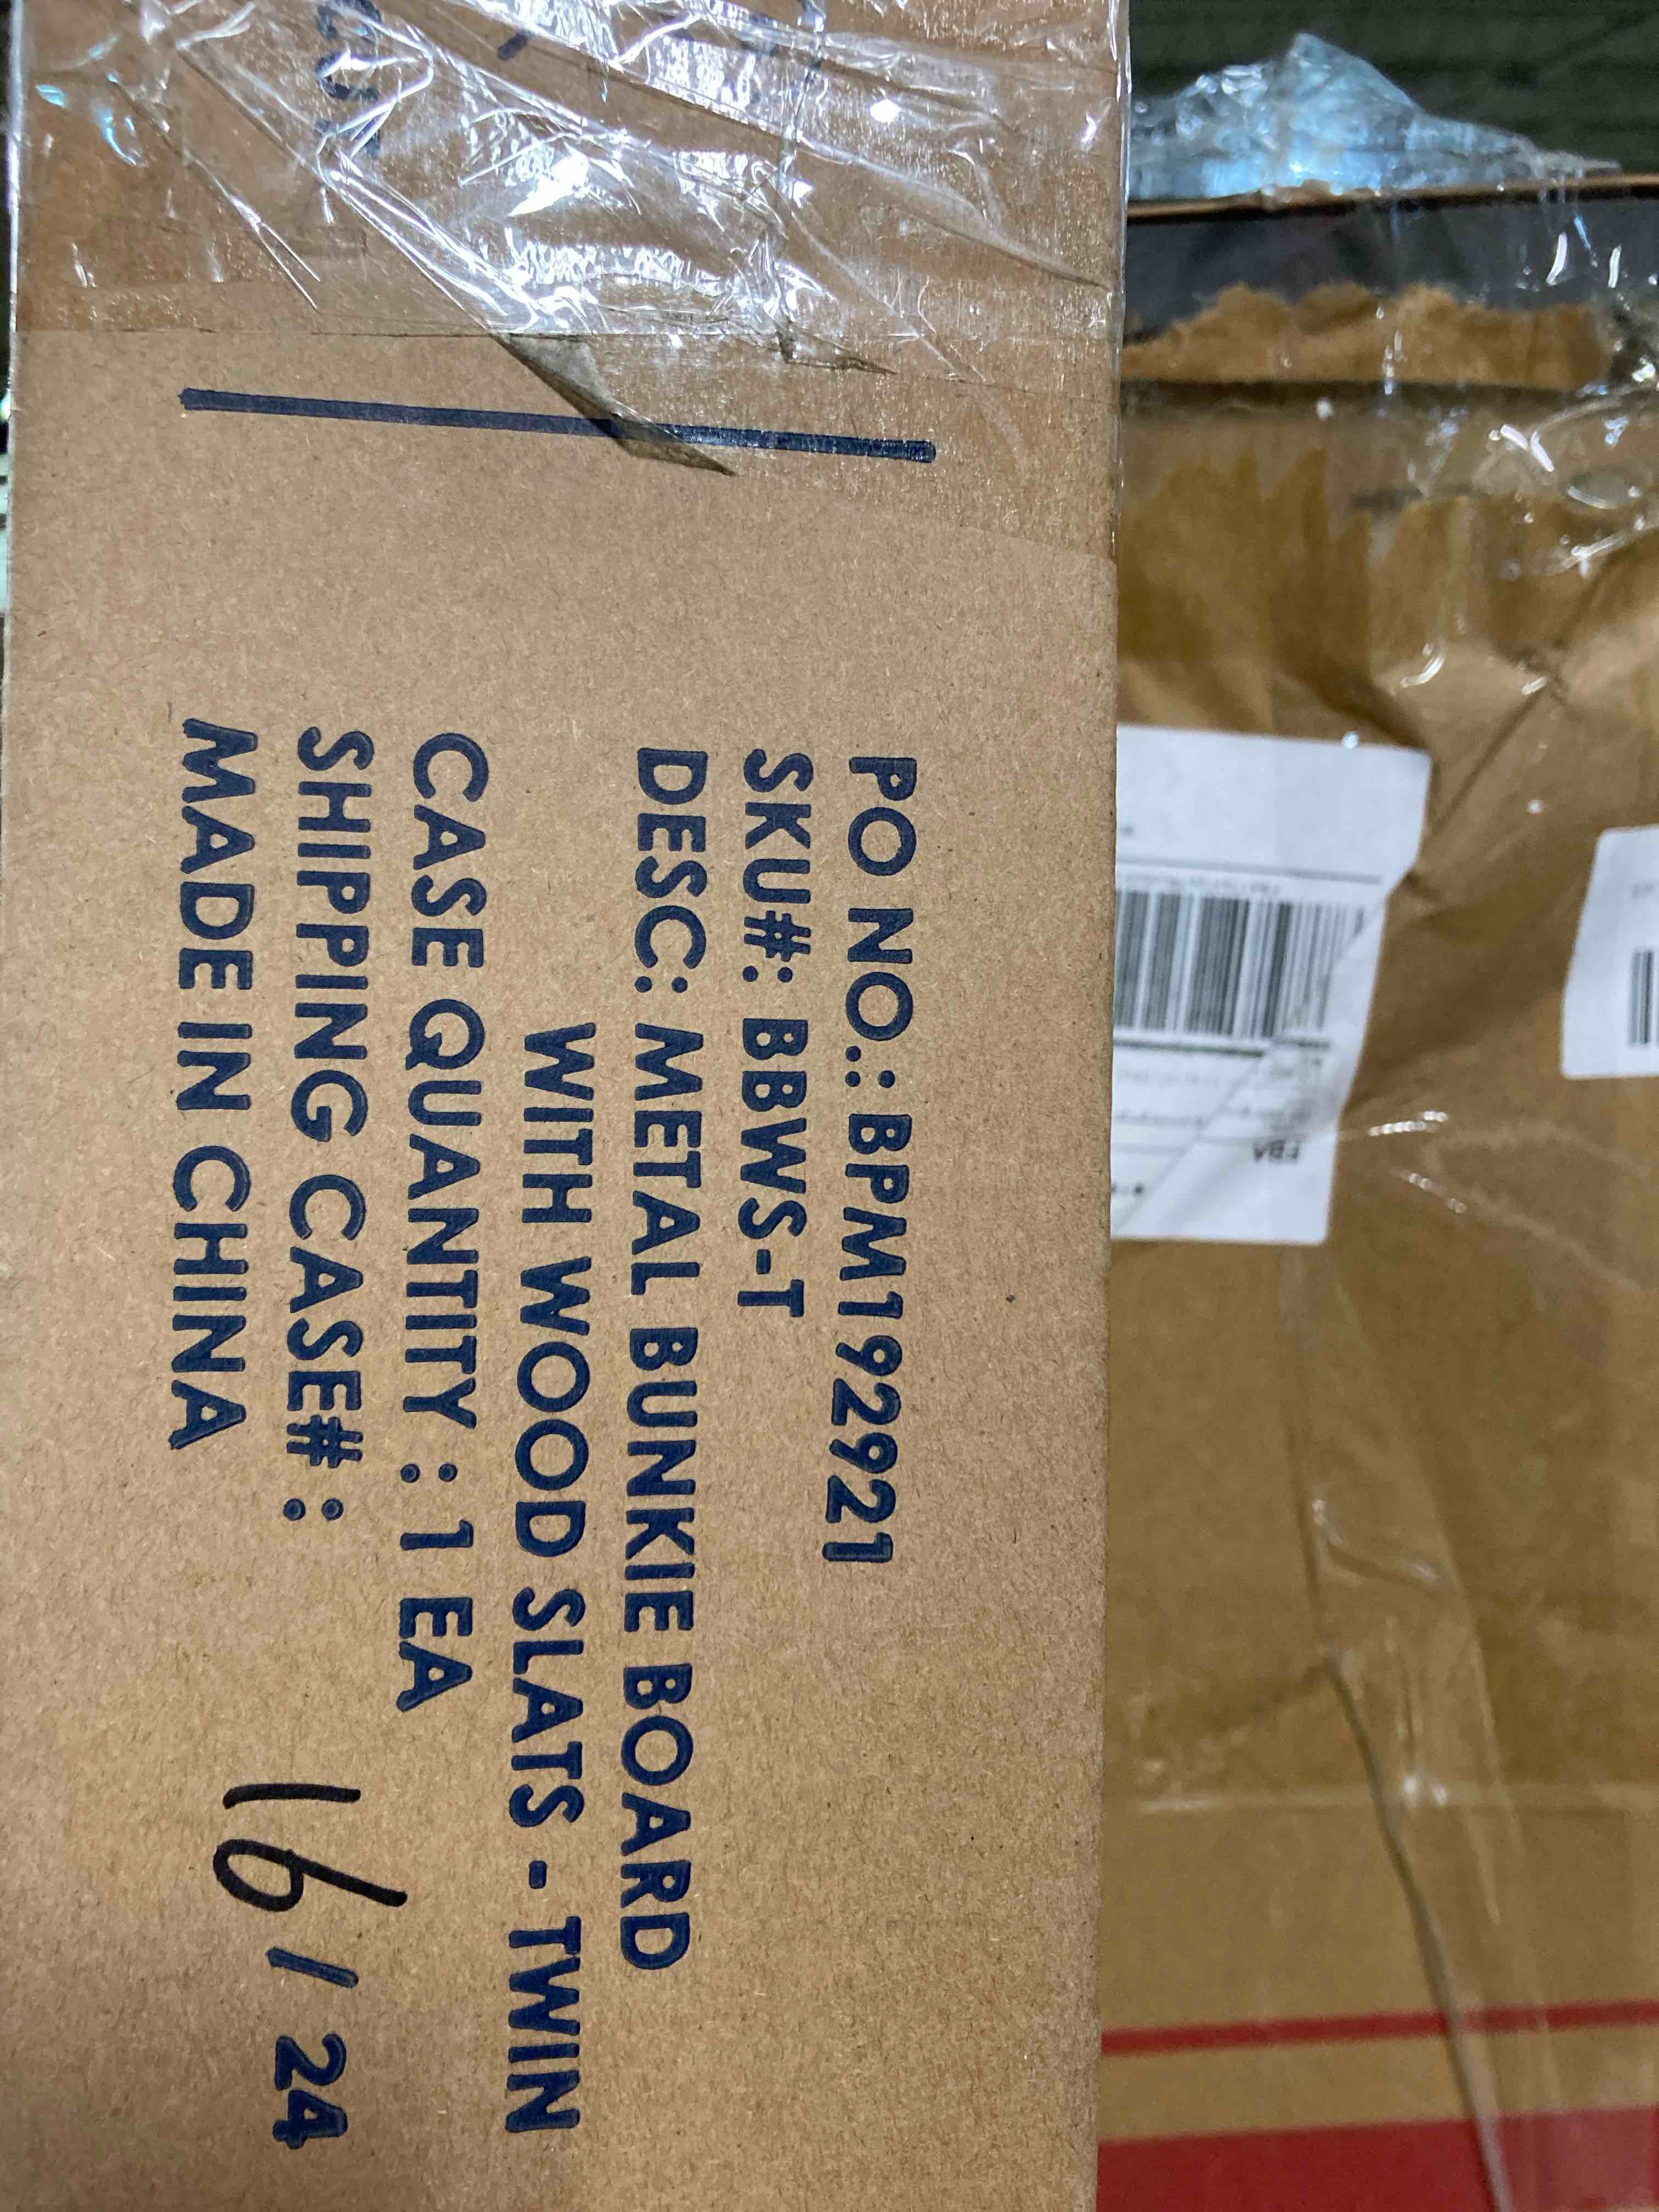 PO NO.: BPM192921
SKU#: BBWS-T
DESC: METAL BUNKIE BOARD
WITH WOOD SLATS - TWIN
CASE QUANTITY : 1 EA
SHIPPING CASE# : 16 / 24
MADE IN CHINA
FBA